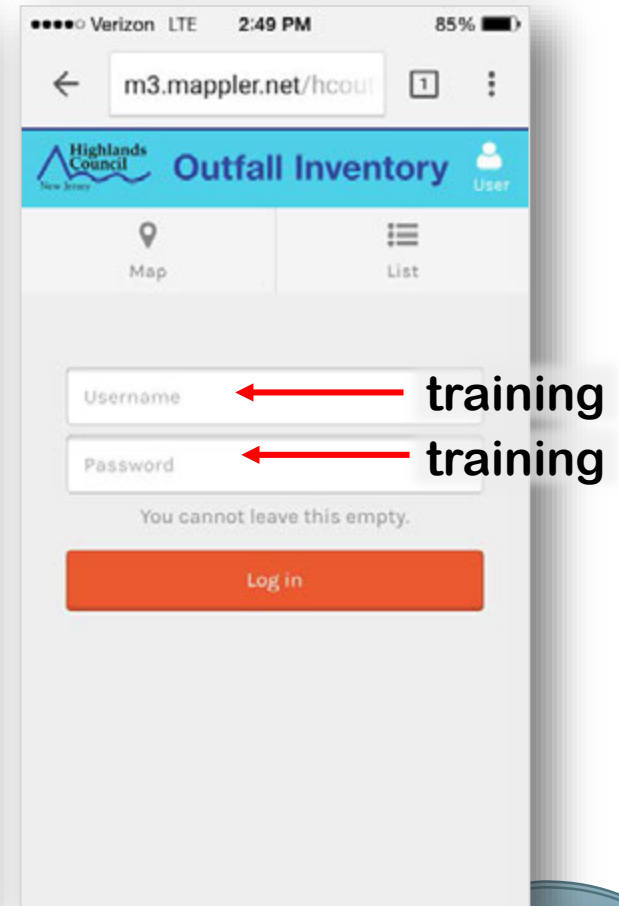 Verizon LTE 2:49 PM 85%
m3.mappler.net/hcout 1
Highlands
Council
New Jersey
Outfall Inventory
User
Map List
Username training
Password training
You cannot leave this empty.
Log in